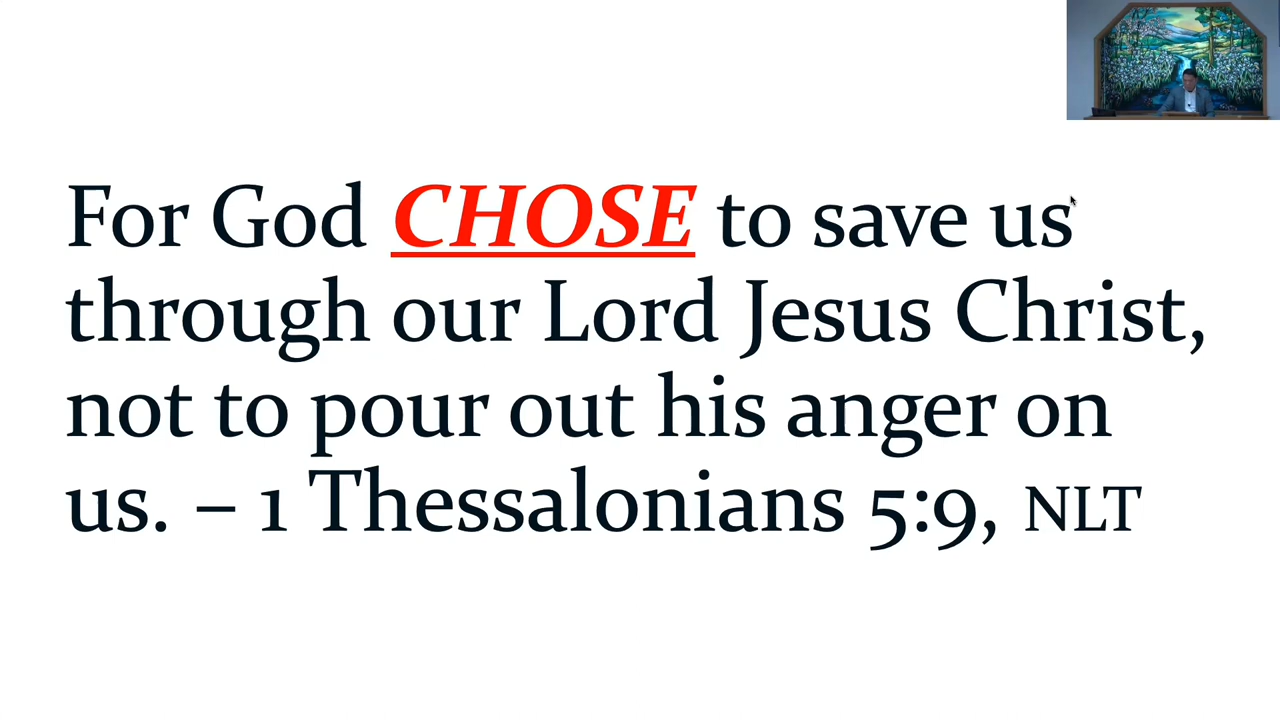 For God CHOSE to save us
through our Lord Jesus Christ,
not to pour out his anger on
us. – 1 Thessalonians 5:9, NLT